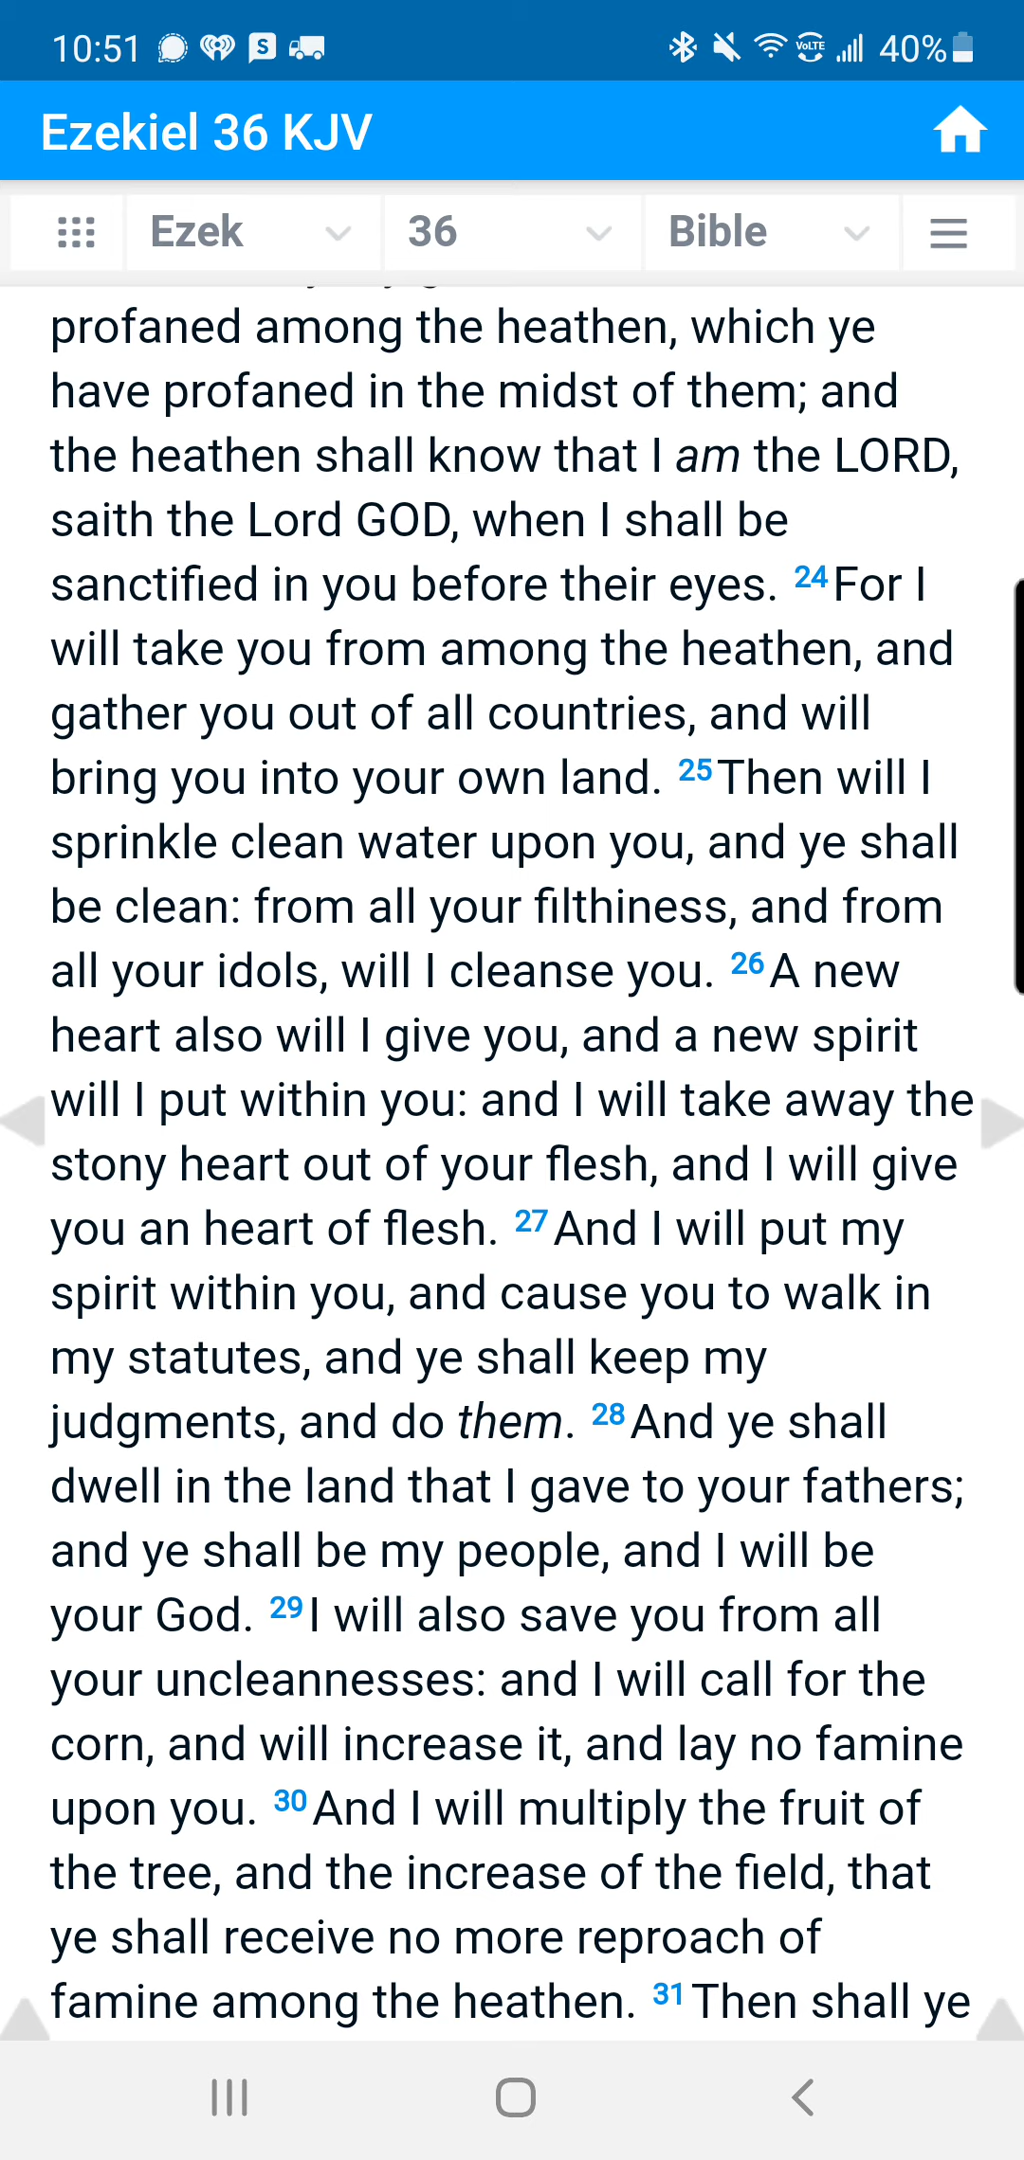 10:51 S VoLTE 40%
Ezekiel 36 KJV
Ezek 36 Bible
profaned among the heathen, which ye
have profaned in the midst of them; and
the heathen shall know that I am the LORD,
saith the Lord GOD, when I shall be
sanctified in you before their eyes. 24 For I
will take you from among the heathen, and
gather you out of all countries, and will
bring you into your own land. 25 Then will I
sprinkle clean water upon you, and ye shall
be clean: from all your filthiness, and from
all your idols, will I cleanse you. 26 A new
heart also will I give you, and a new spirit
will I put within you: and I will take away the
stony heart out of your flesh, and I will give
you an heart of flesh. 27 And I will put my
spirit within you, and cause you to walk in
my statutes, and ye shall keep my
judgments, and do them. 28 And ye shall
dwell in the land that I gave to your fathers;
and ye shall be my people, and I will be
your God. 29 I will also save you from all
your uncleannesses: and I will call for the
corn, and will increase it, and lay no famine
upon you. 30 And I will multiply the fruit of
the tree, and the increase of the field, that
ye shall receive no more reproach of
famine among the heathen. 31 Then shall ye